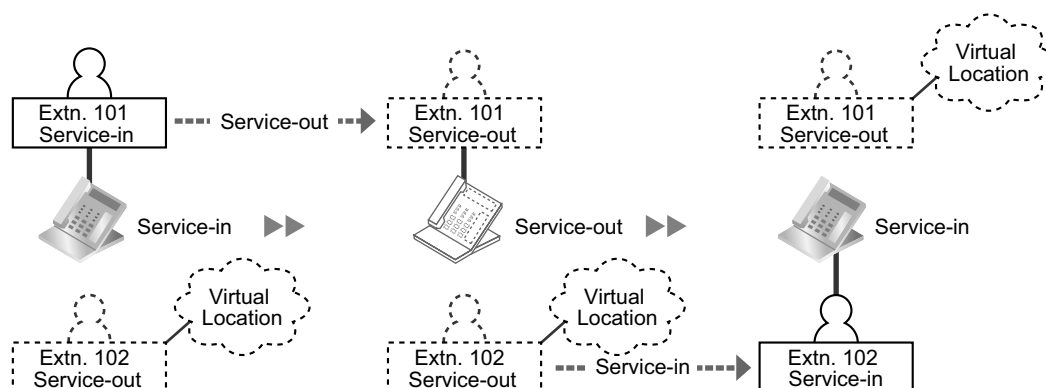 Virtual
Location
Extn. 101
Service-in
Service-out
Extn. 101
Service-out
Extn. 101
Service-out
Service-in
Service-out
Service-in
Virtual
Location
Virtual
Location
Extn. 102
Service-out
Extn. 102
Service-out
Service-in
Extn. 102
Service-in